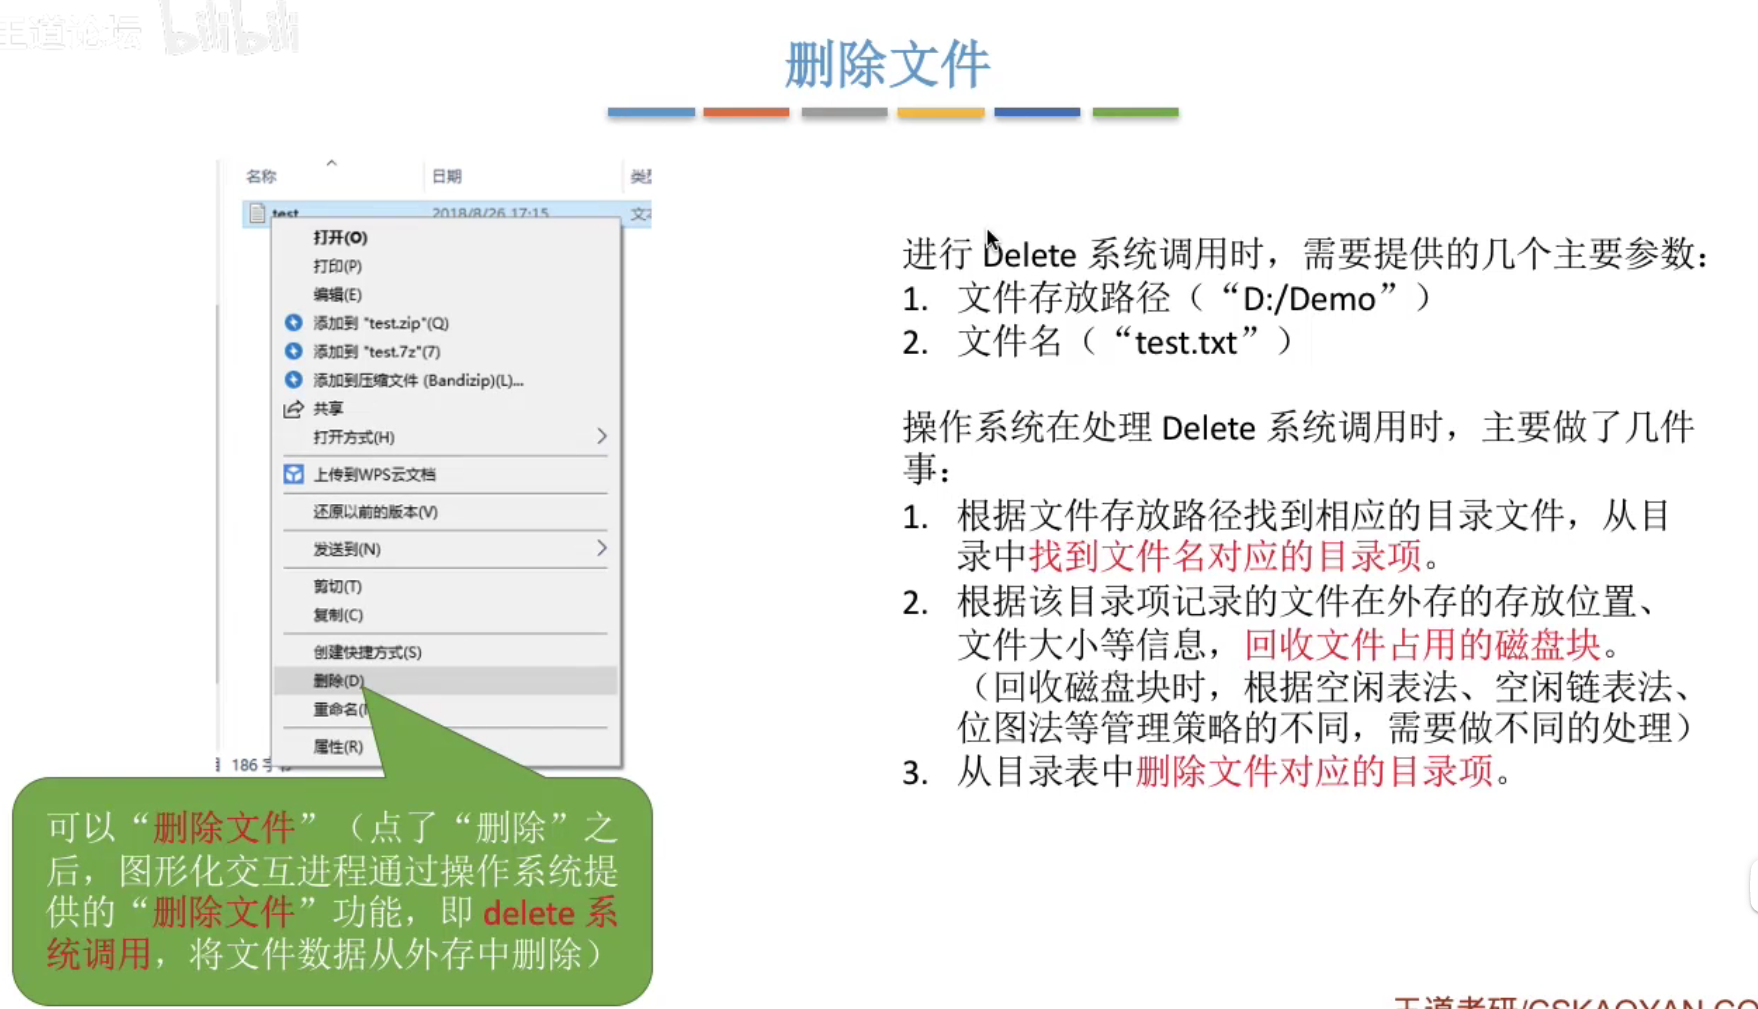 王道论坛 bilibili
删除文件
名称 日期
test 2018/8/26 17:15
打开(O)
打印(P)
编辑(E)
添加到 "test.zip"(Q)
添加到 "test.7z"(7)
添加到压缩文件 (Bandizip)(L)...
共享
打开方式(H)
上传到WPS云文档
还原以前的版本(V)
发送到(N)
剪切(T)
复制(C)
创建快捷方式(S)
删除(D)
重命名
属性(R)
186
可以“删除文件”（点了“删除”之
后，图形化交互进程通过操作系统提
供的“删除文件”功能，即 delete 系
统调用，将文件数据从外存中删除）
进行 Delete 系统调用时，需要提供的几个主要参数：
1. 文件存放路径（“D:/Demo”）
2. 文件名（“test.txt”）
操作系统在处理 Delete 系统调用时，主要做了几件
事：
1. 根据文件存放路径找到相应的目录文件，从目
录中找到文件名对应的目录项。
2. 根据该目录项记录的文件在外存的存放位置、
文件大小等信息，回收文件占用的磁盘块。
（回收磁盘块时，根据空闲表法、空闲链表法、
位图法等管理策略的不同，需要做不同的处理）
3. 从目录表中删除文件对应的目录项。
王道考研/CSKAOYAN.CO